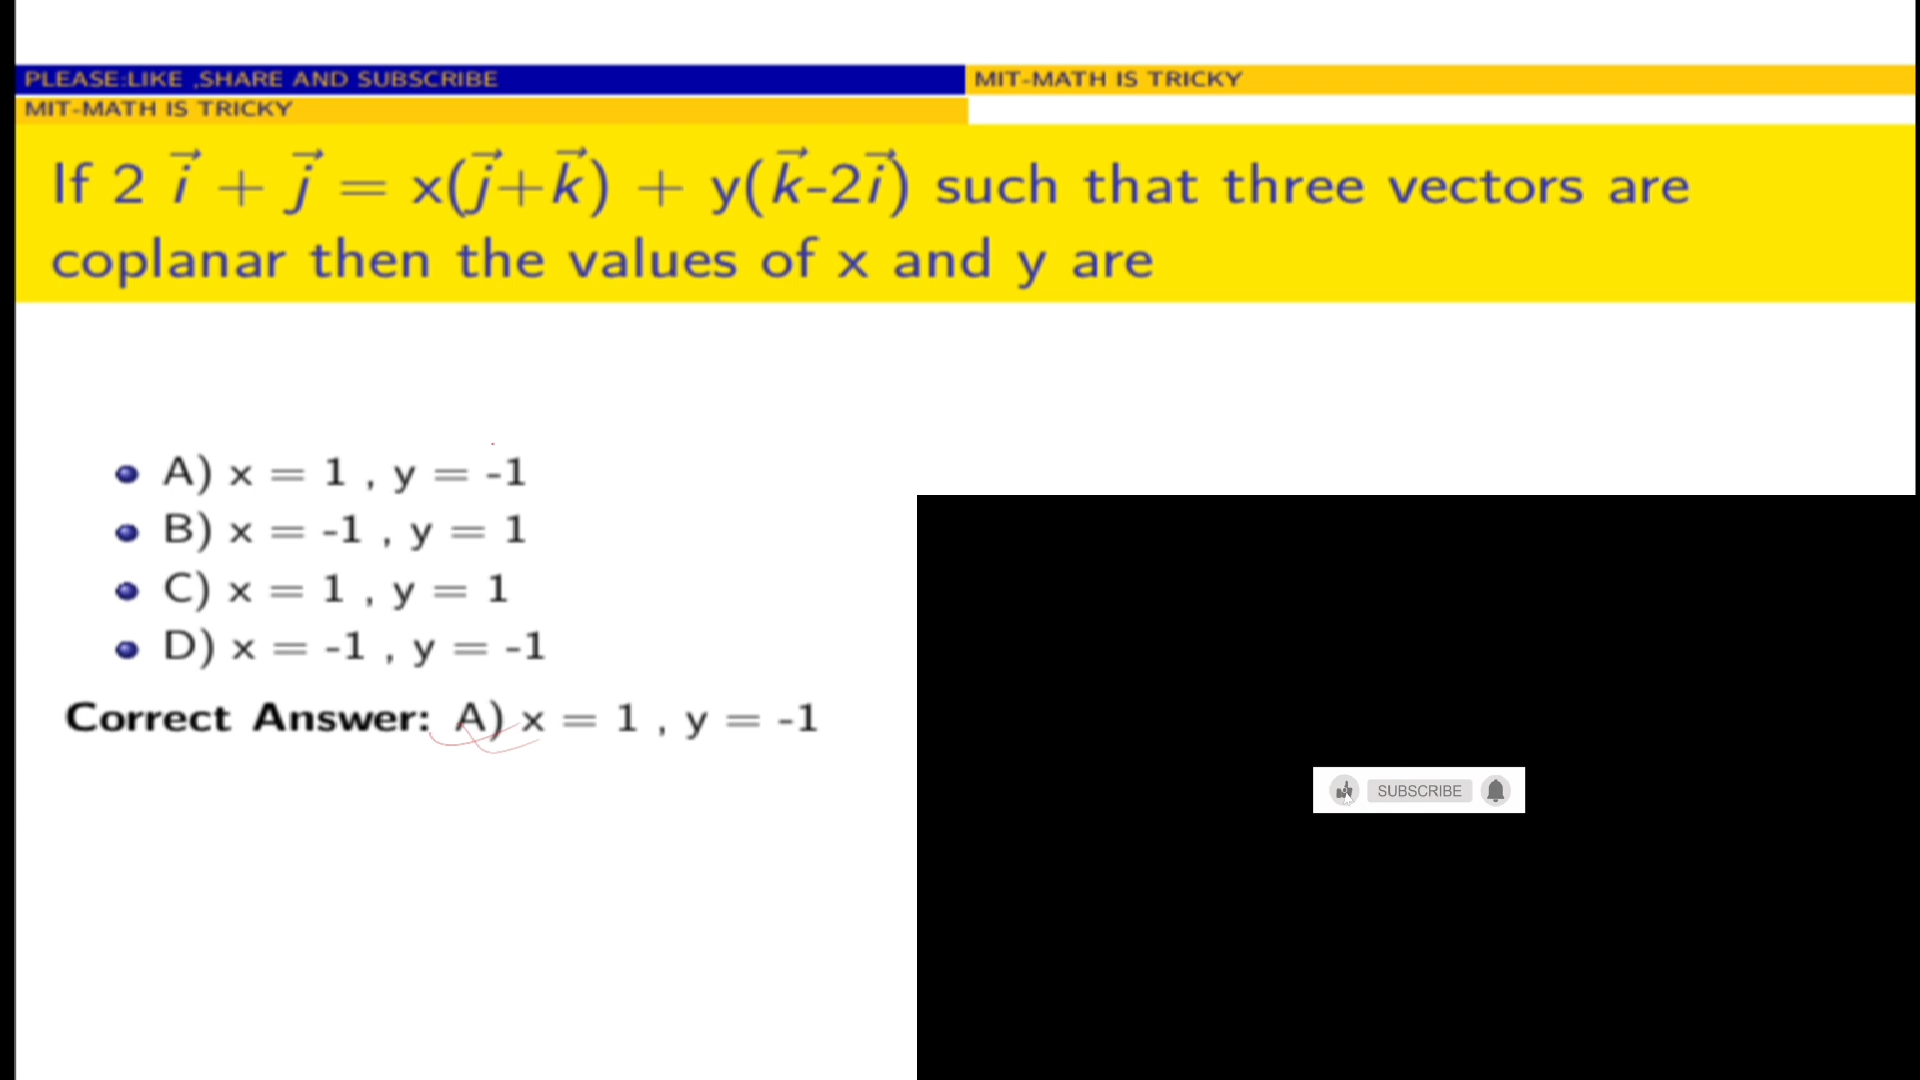 PLEASE:LIKE ,SHARE AND SUBSCRIBE
MIT-MATH IS TRICKY
MIT-MATH IS TRICKY
If 2 i⃗ + j⃗ = x(j⃗+k⃗) + y(k⃗-2i⃗) such that three vectors are
coplanar then the values of x and y are
A) x = 1 , y = -1
B) x = -1 , y = 1
C) x = 1 , y = 1
D) x = -1 , y = -1
Correct Answer: A) x = 1 , y = -1
SUBSCRIBE